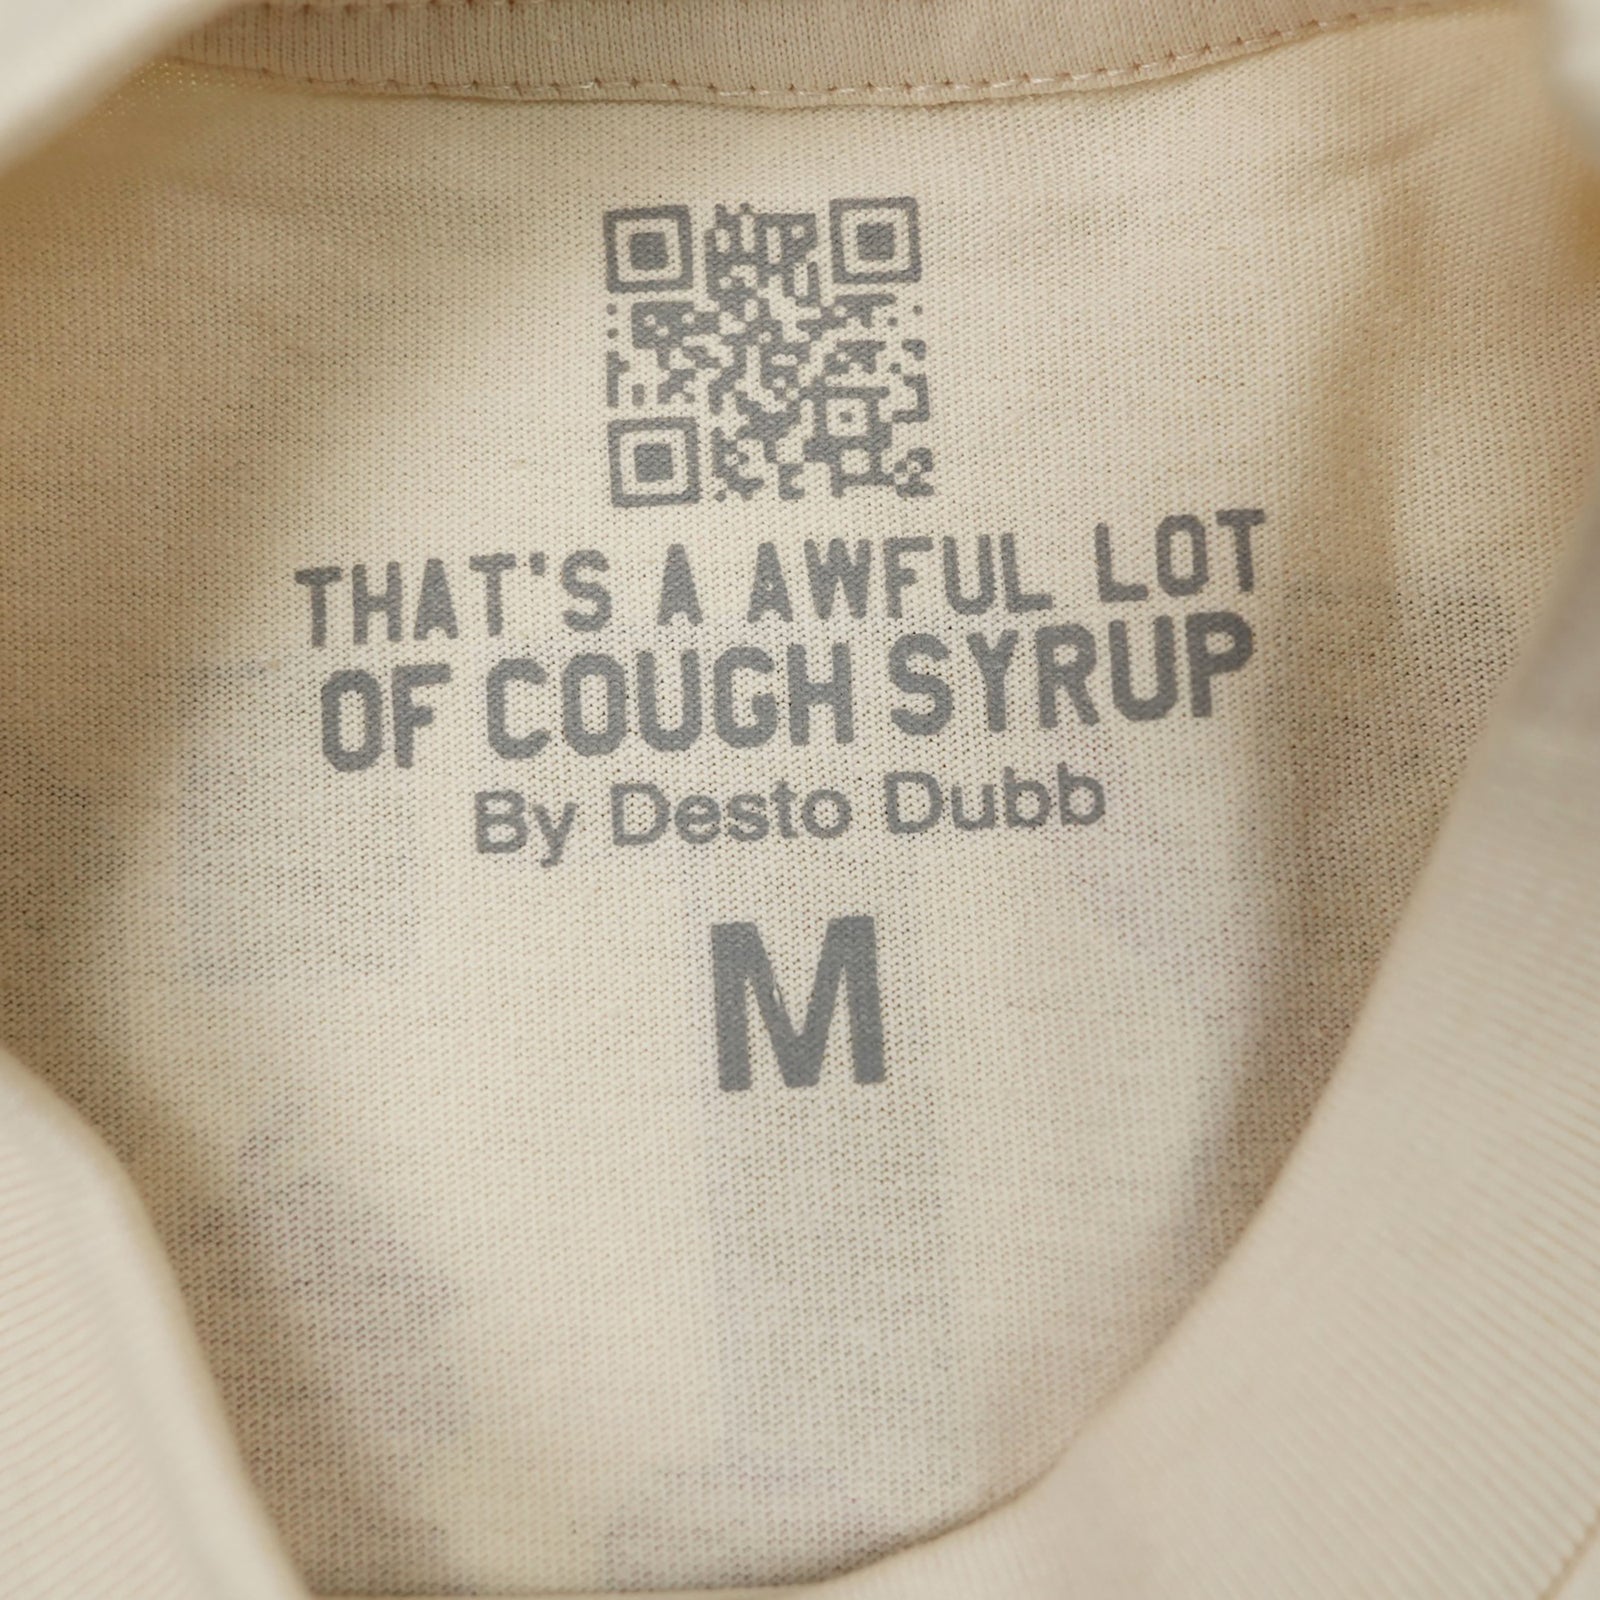 THAT'S A AWFUL LOT
OF COUGH SYRUP
By Desto Dubb
M